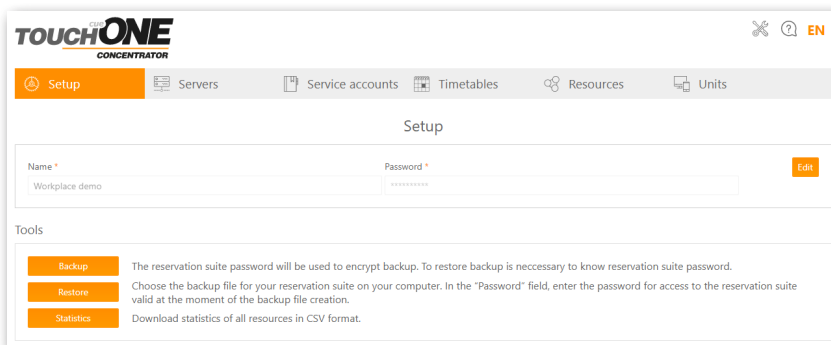 cue
TOUCHONE
CONCENTRATOR
EN
Setup Servers Service accounts Timetables Resources Units
Setup
Name * Password *
Edit
Workplace demo **********
Tools
Backup The reservation suite password will be used to encrypt backup. To restore backup is neccessary to know reservation suite password.
Restore Choose the backup file for your reservation suite on your computer. In the "Password" field, enter the password for access to the reservation suite
valid at the moment of the backup file creation.
Statistics Download statistics of all resources in CSV format.